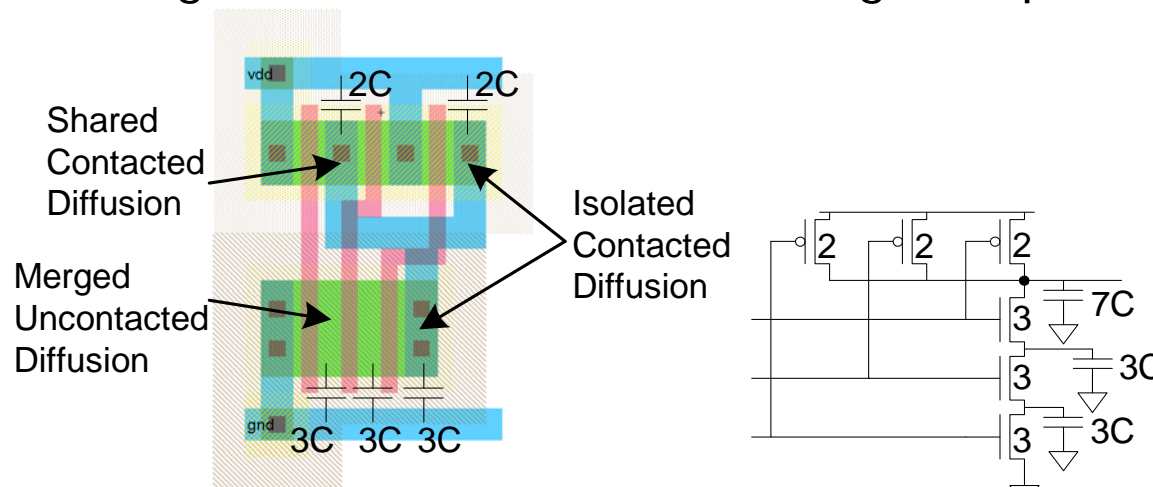 vdd
2C
2C
Shared
Contacted
Diffusion
Isolated
Contacted
Diffusion
Merged
Uncontacted
Diffusion
gnd
3C
3C
3C
2
2
2
7C
3
3
3C
3
3C